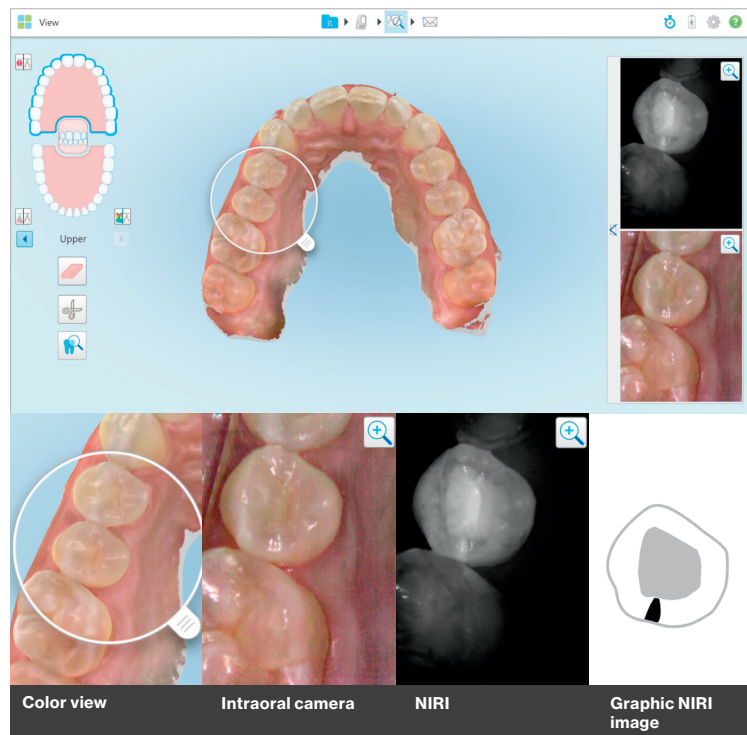 View
R
Upper
Color view
Intraoral camera
NIRI
Graphic NIRI
image